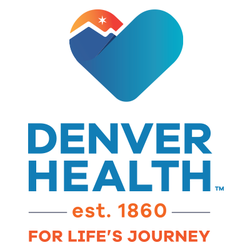 DENVER
HEALTH™
est. 1860
FOR LIFE'S JOURNEY